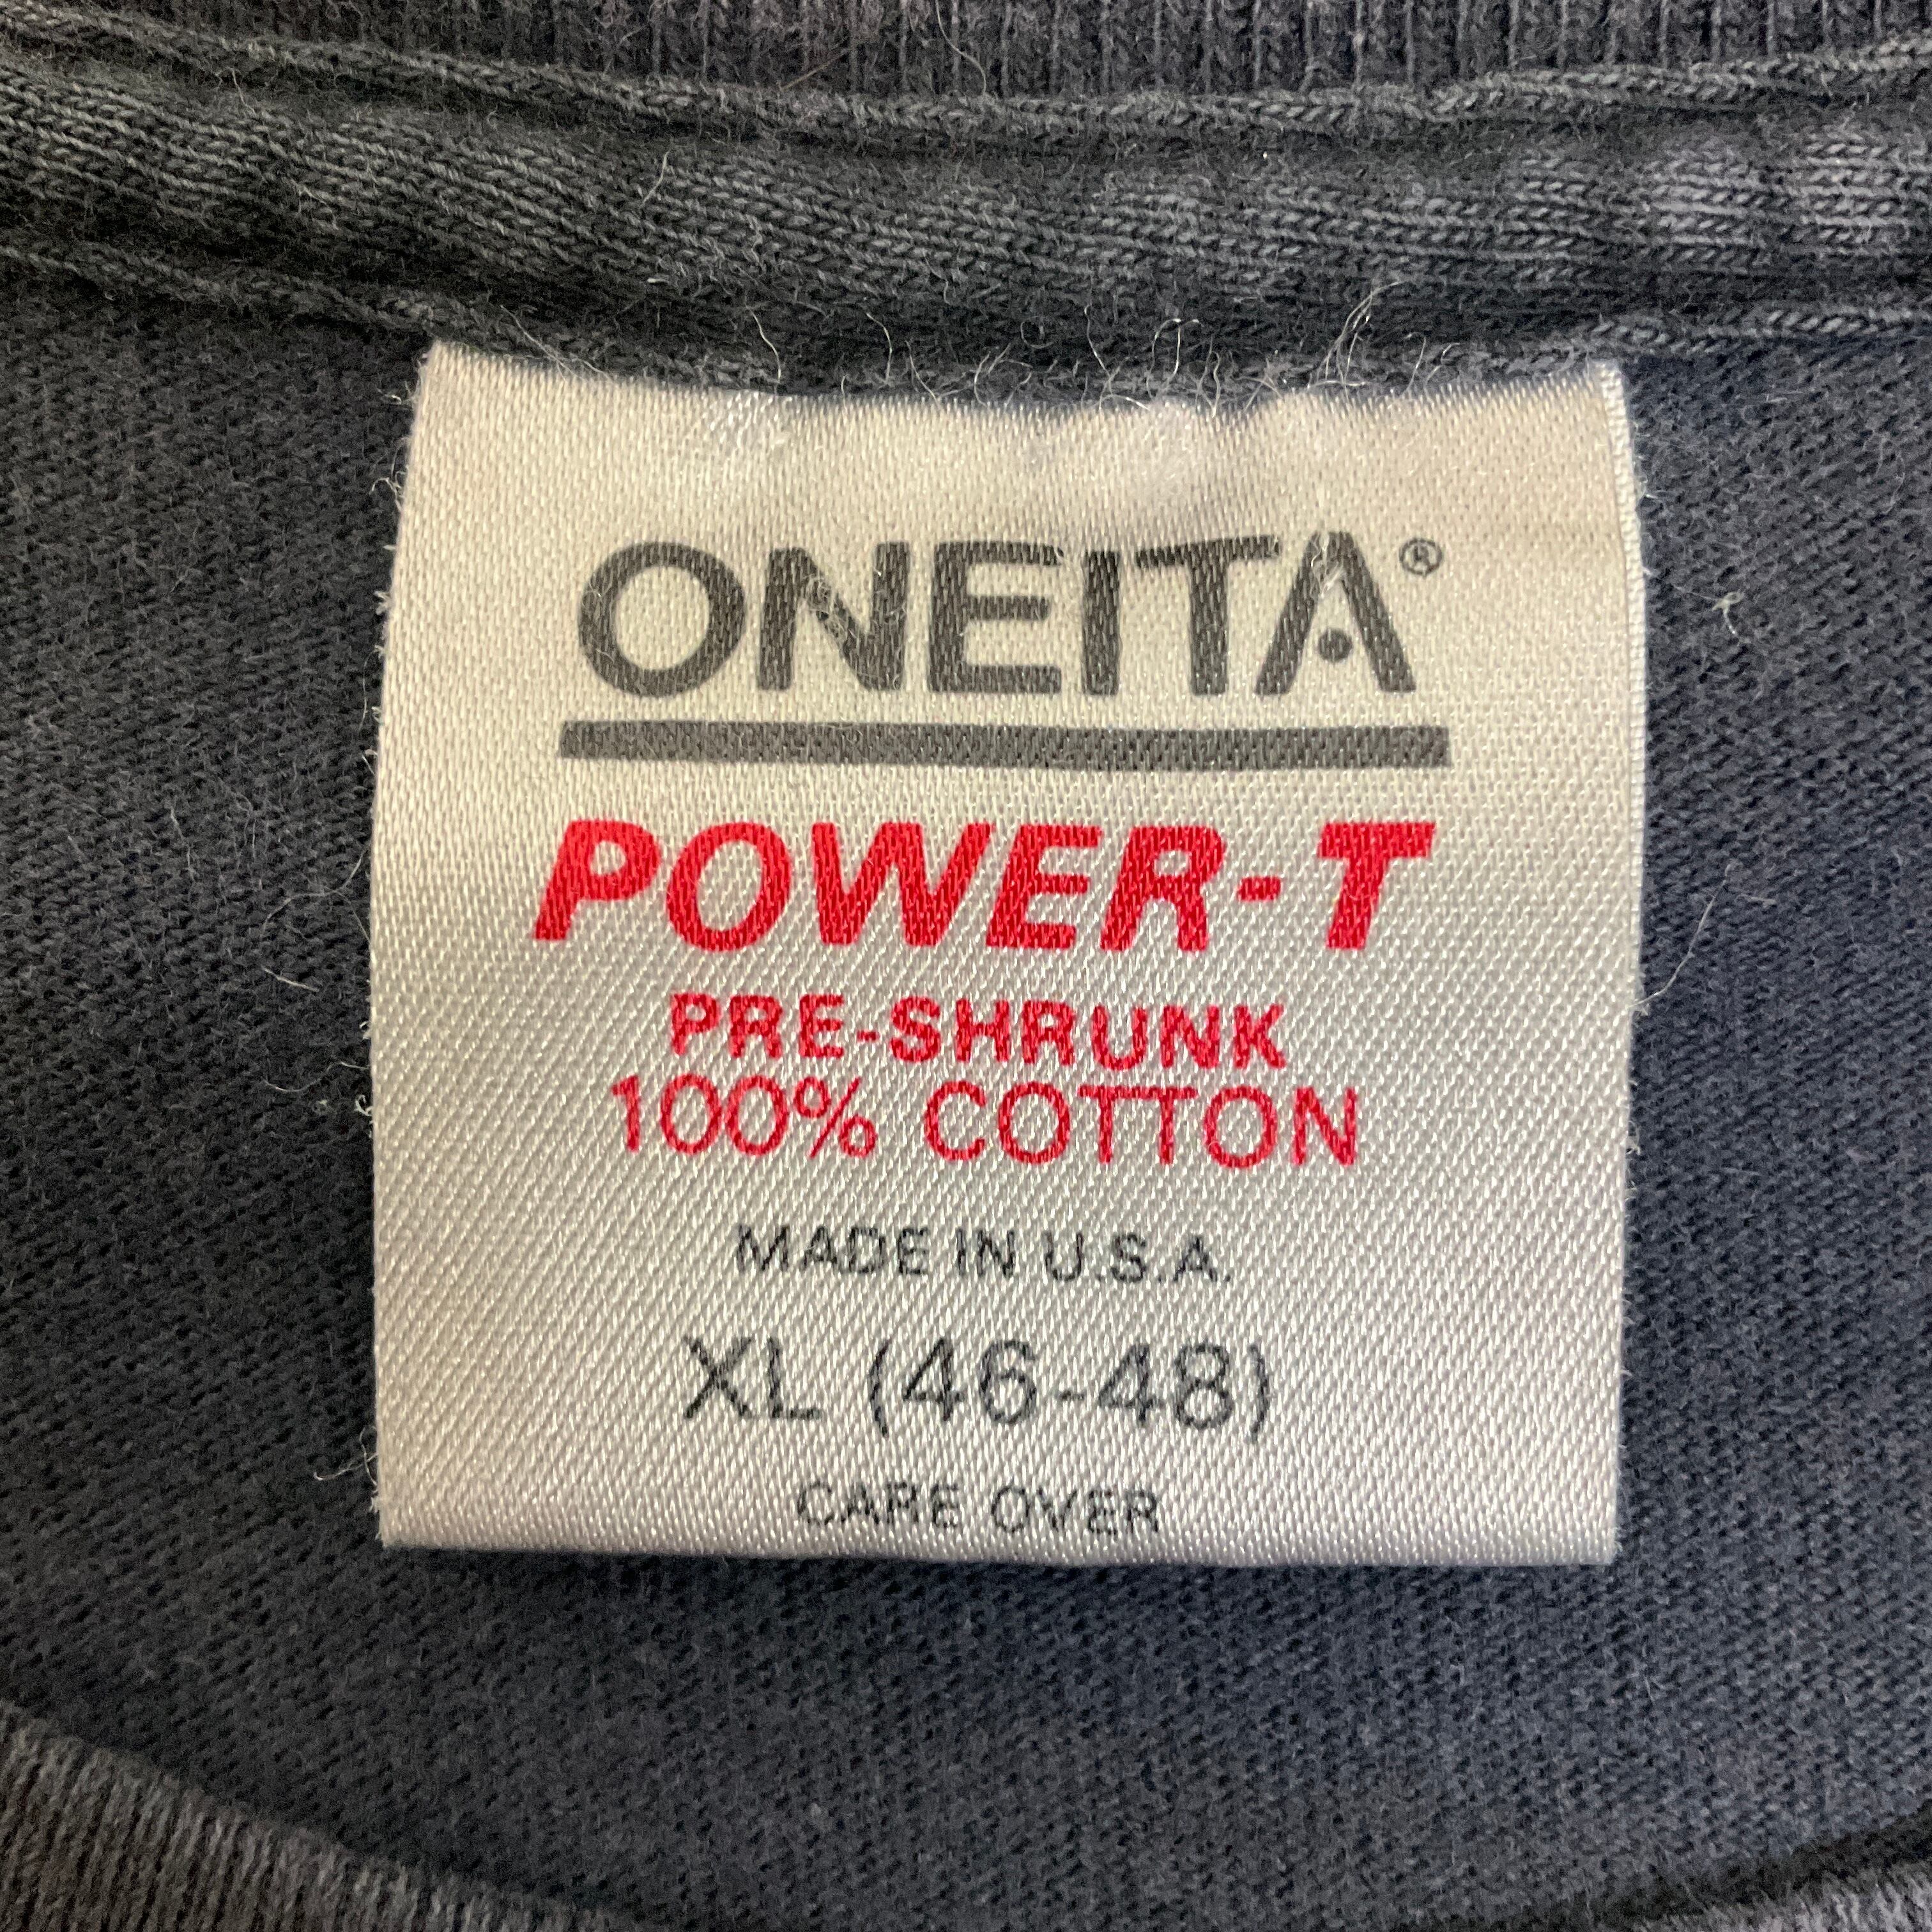 ONEITA®
POWER-T
PRE-SHRUNK
100% COTTON
MADE IN U.S.A.
XL (46-48)
CARE OVER